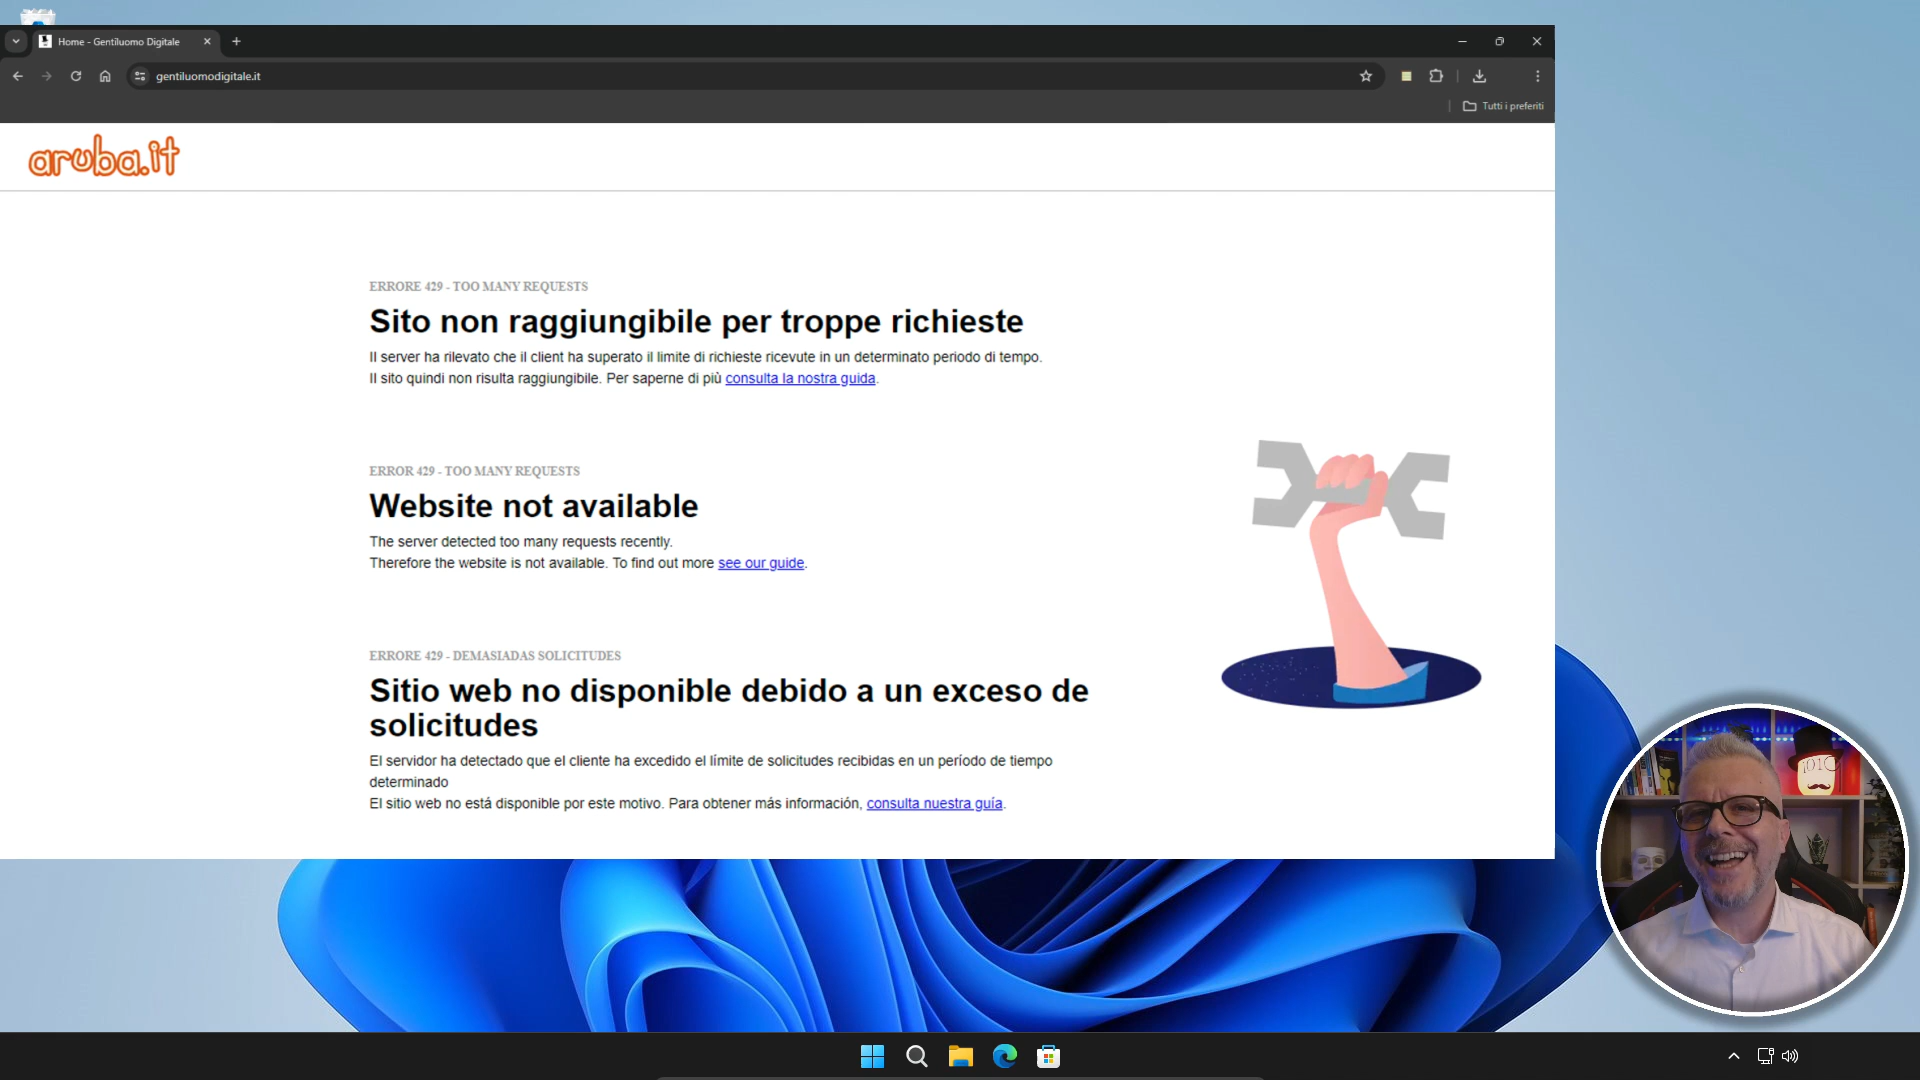 Home - Gentiluomo Digitale
gentiluomodigitale.it
Tutti i preferiti
aruba.it
ERRORE 429 - TOO MANY REQUESTS
Sito non raggiungibile per troppe richieste
Il server ha rilevato che il client ha superato il limite di richieste ricevute in un determinato periodo di tempo.
Il sito quindi non risulta raggiungibile. Per saperne di più consulta la nostra guida.
ERROR 429 - TOO MANY REQUESTS
Website not available
The server detected too many requests recently.
Therefore the website is not available. To find out more see our guide.
ERRORE 429 - DEMASIADAS SOLICITUDES
Sitio web no disponible debido a un exceso de
solicitudes
El servidor ha detectado que el cliente ha excedido el límite de solicitudes recibidas en un período de tiempo
determinado
El sitio web no está disponible por este motivo. Para obtener más información, consulta nuestra guía.